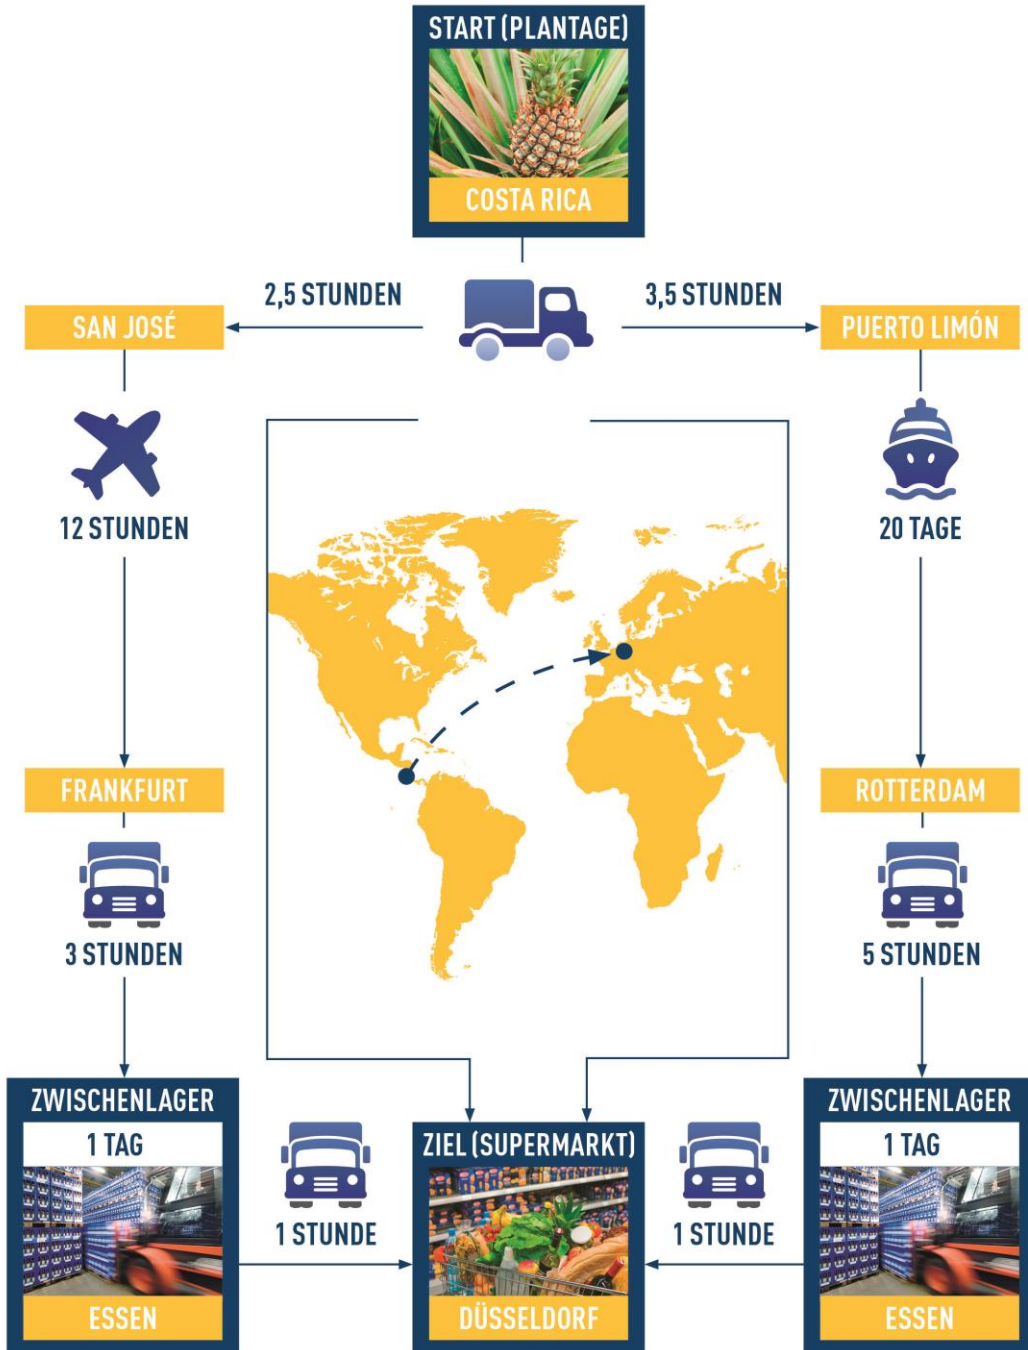 START (PLANTAGE)
COSTA RICA
2,5 STUNDEN
3,5 STUNDEN
SAN JOSÉ
PUERTO LIMÓN
12 STUNDEN
20 TAGE
FRANKFURT
ROTTERDAM
3 STUNDEN
5 STUNDEN
ZWISCHENLAGER
1 TAG
ESSEN
1 STUNDE
ZIEL (SUPERMARKT)
DÜSSELDORF
1 STUNDE
ZWISCHENLAGER
1 TAG
ESSEN